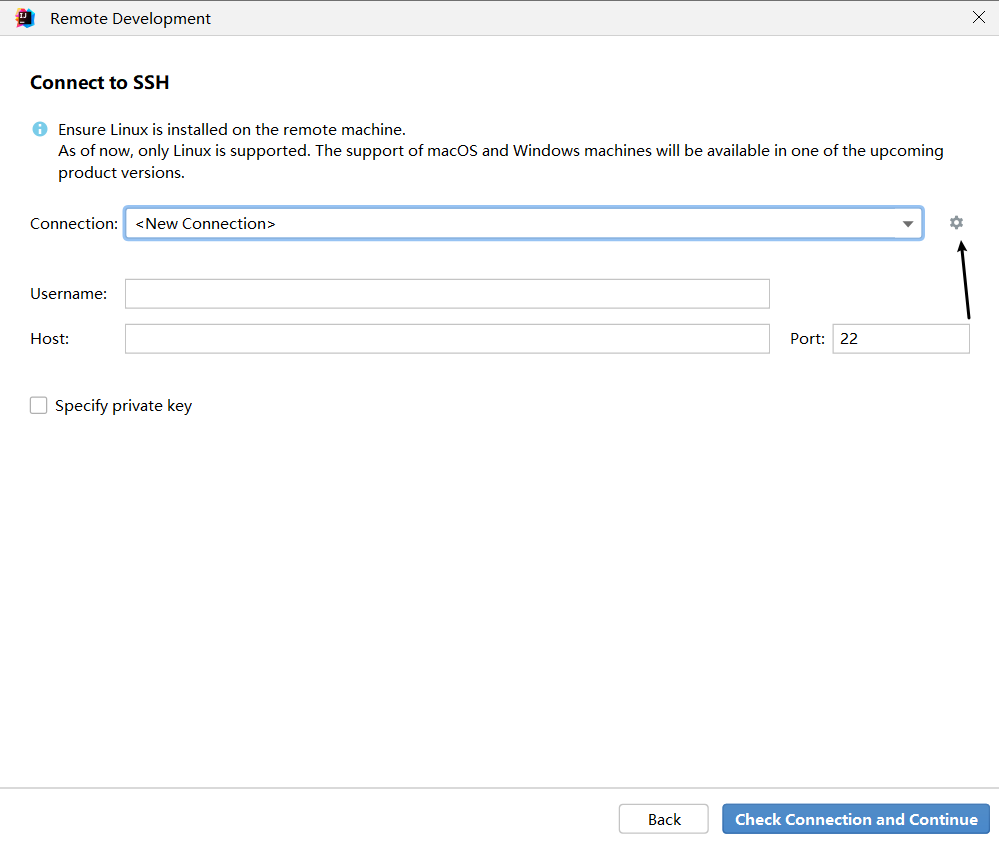 Remote Development
Connect to SSH
Ensure Linux is installed on the remote machine.
As of now, only Linux is supported. The support of macOS and Windows machines will be available in one of the upcoming
product versions.
Connection: <New Connection>
Username:
Host: Port: 22
Specify private key
Back Check Connection and Continue